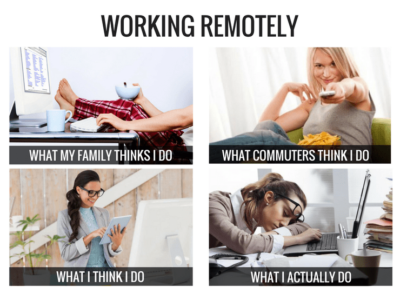 WORKING REMOTELY
WHAT MY FAMILY THINKS I DO
WHAT COMMUTERS THINK I DO
WHAT I THINK I DO
WHAT I ACTUALLY DO